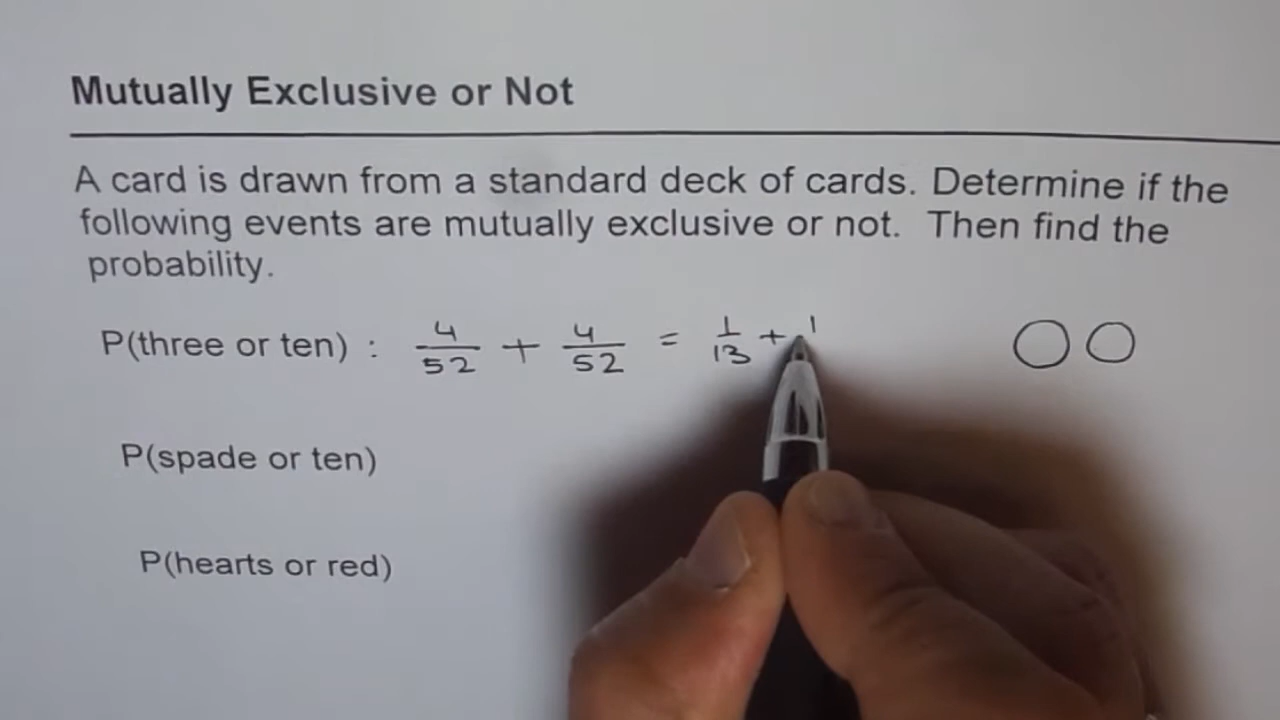 Mutually Exclusive or Not
A card is drawn from a standard deck of cards. Determine if the
following events are mutually exclusive or not. Then find the
probability.
P(three or ten) : 4/52 + 4/52 = 1/13 + 1
P(spade or ten)
P(hearts or red)